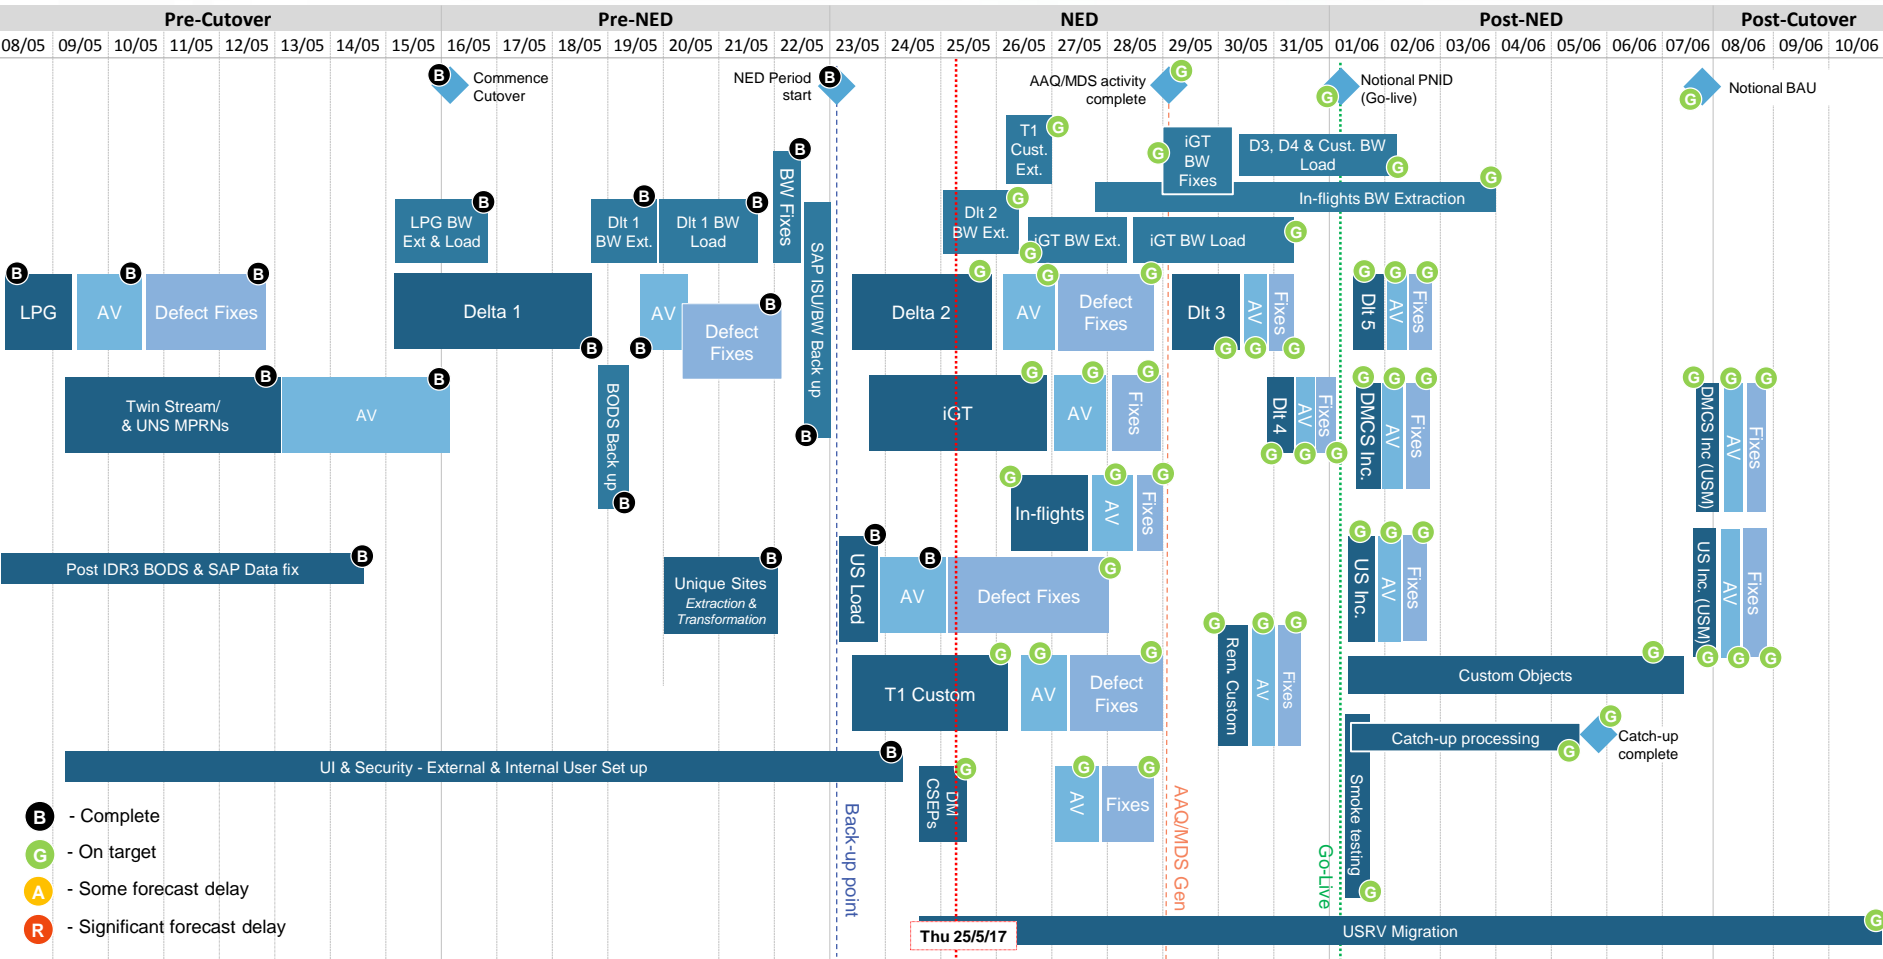 Pre-Cutover
Pre-NED
NED
Post-NED
Post-Cutover
08/05 09/05 10/05 11/05 12/05 13/05 14/05 15/05 16/05 17/05 18/05 19/05 20/05 21/05 22/05 23/05 24/05 25/05 26/05 27/05 28/05 29/05 30/05 31/05 01/06 02/06 03/06 04/06 05/06 06/06 07/06 08/06 09/06 10/06
B
Commence
Cutover
NED Period
start
B
AAQ/MDS activity
complete
G
G
Notional PNID
(Go-live)
G
Notional BAU
T1
Cust.
Ext.
G
G
iGT
BW
Fixes
D3, D4 & Cust. BW
Load
G
In-flights BW Extraction
G
LPG BW
Ext & Load
B
Dlt 1
BW Ext.
B
Dlt 1 BW
Load
B
BW Fixes
B
SAP ISU/BW Back up
B
Dlt 2
BW Ext.
G
iGT BW Ext.
G
iGT BW Load
G
LPG
B
AV
B
Defect Fixes
B
Delta 1
B
AV
B
Defect
Fixes
B
Delta 2
G
AV
G
Defect
Fixes
G
Dlt 3
G
AV
G
Fixes
G
Dlt 5
G
AV
G
Fixes
G
Twin Stream/
& UNS MPRNs
B
AV
B
BODS Back up
B
iGT
G
AV
G
Fixes
G
Dlt 4
G
AV
G
Fixes
G
DMCS Inc.
G
AV
G
Fixes
G
DMCS Inc (USM)
G
AV
G
Fixes
G
In-flights
G
AV
G
Fixes
G
Post IDR3 BODS & SAP Data fix
B
Unique Sites
Extraction &
Transformation
B
US Load
B
AV
B
Defect Fixes
G
US Inc.
G
AV
G
Fixes
G
US Inc. (USM)
G
AV
G
Fixes
G
T1 Custom
G
AV
G
Defect
Fixes
G
Rem. Custom
G
AV
G
Fixes
G
Custom Objects
G
Catch-up processing
G
G
Catch-up
complete
UI & Security - External & Internal User Set up
B
DM
CSEPs
G
AV
G
Fixes
G
Smoke testing
G
B - Complete
G - On target
A - Some forecast delay
R - Significant forecast delay
Back-up point
AAQ/MDS Gen
Go-Live
Thu 25/5/17
USRV Migration
G